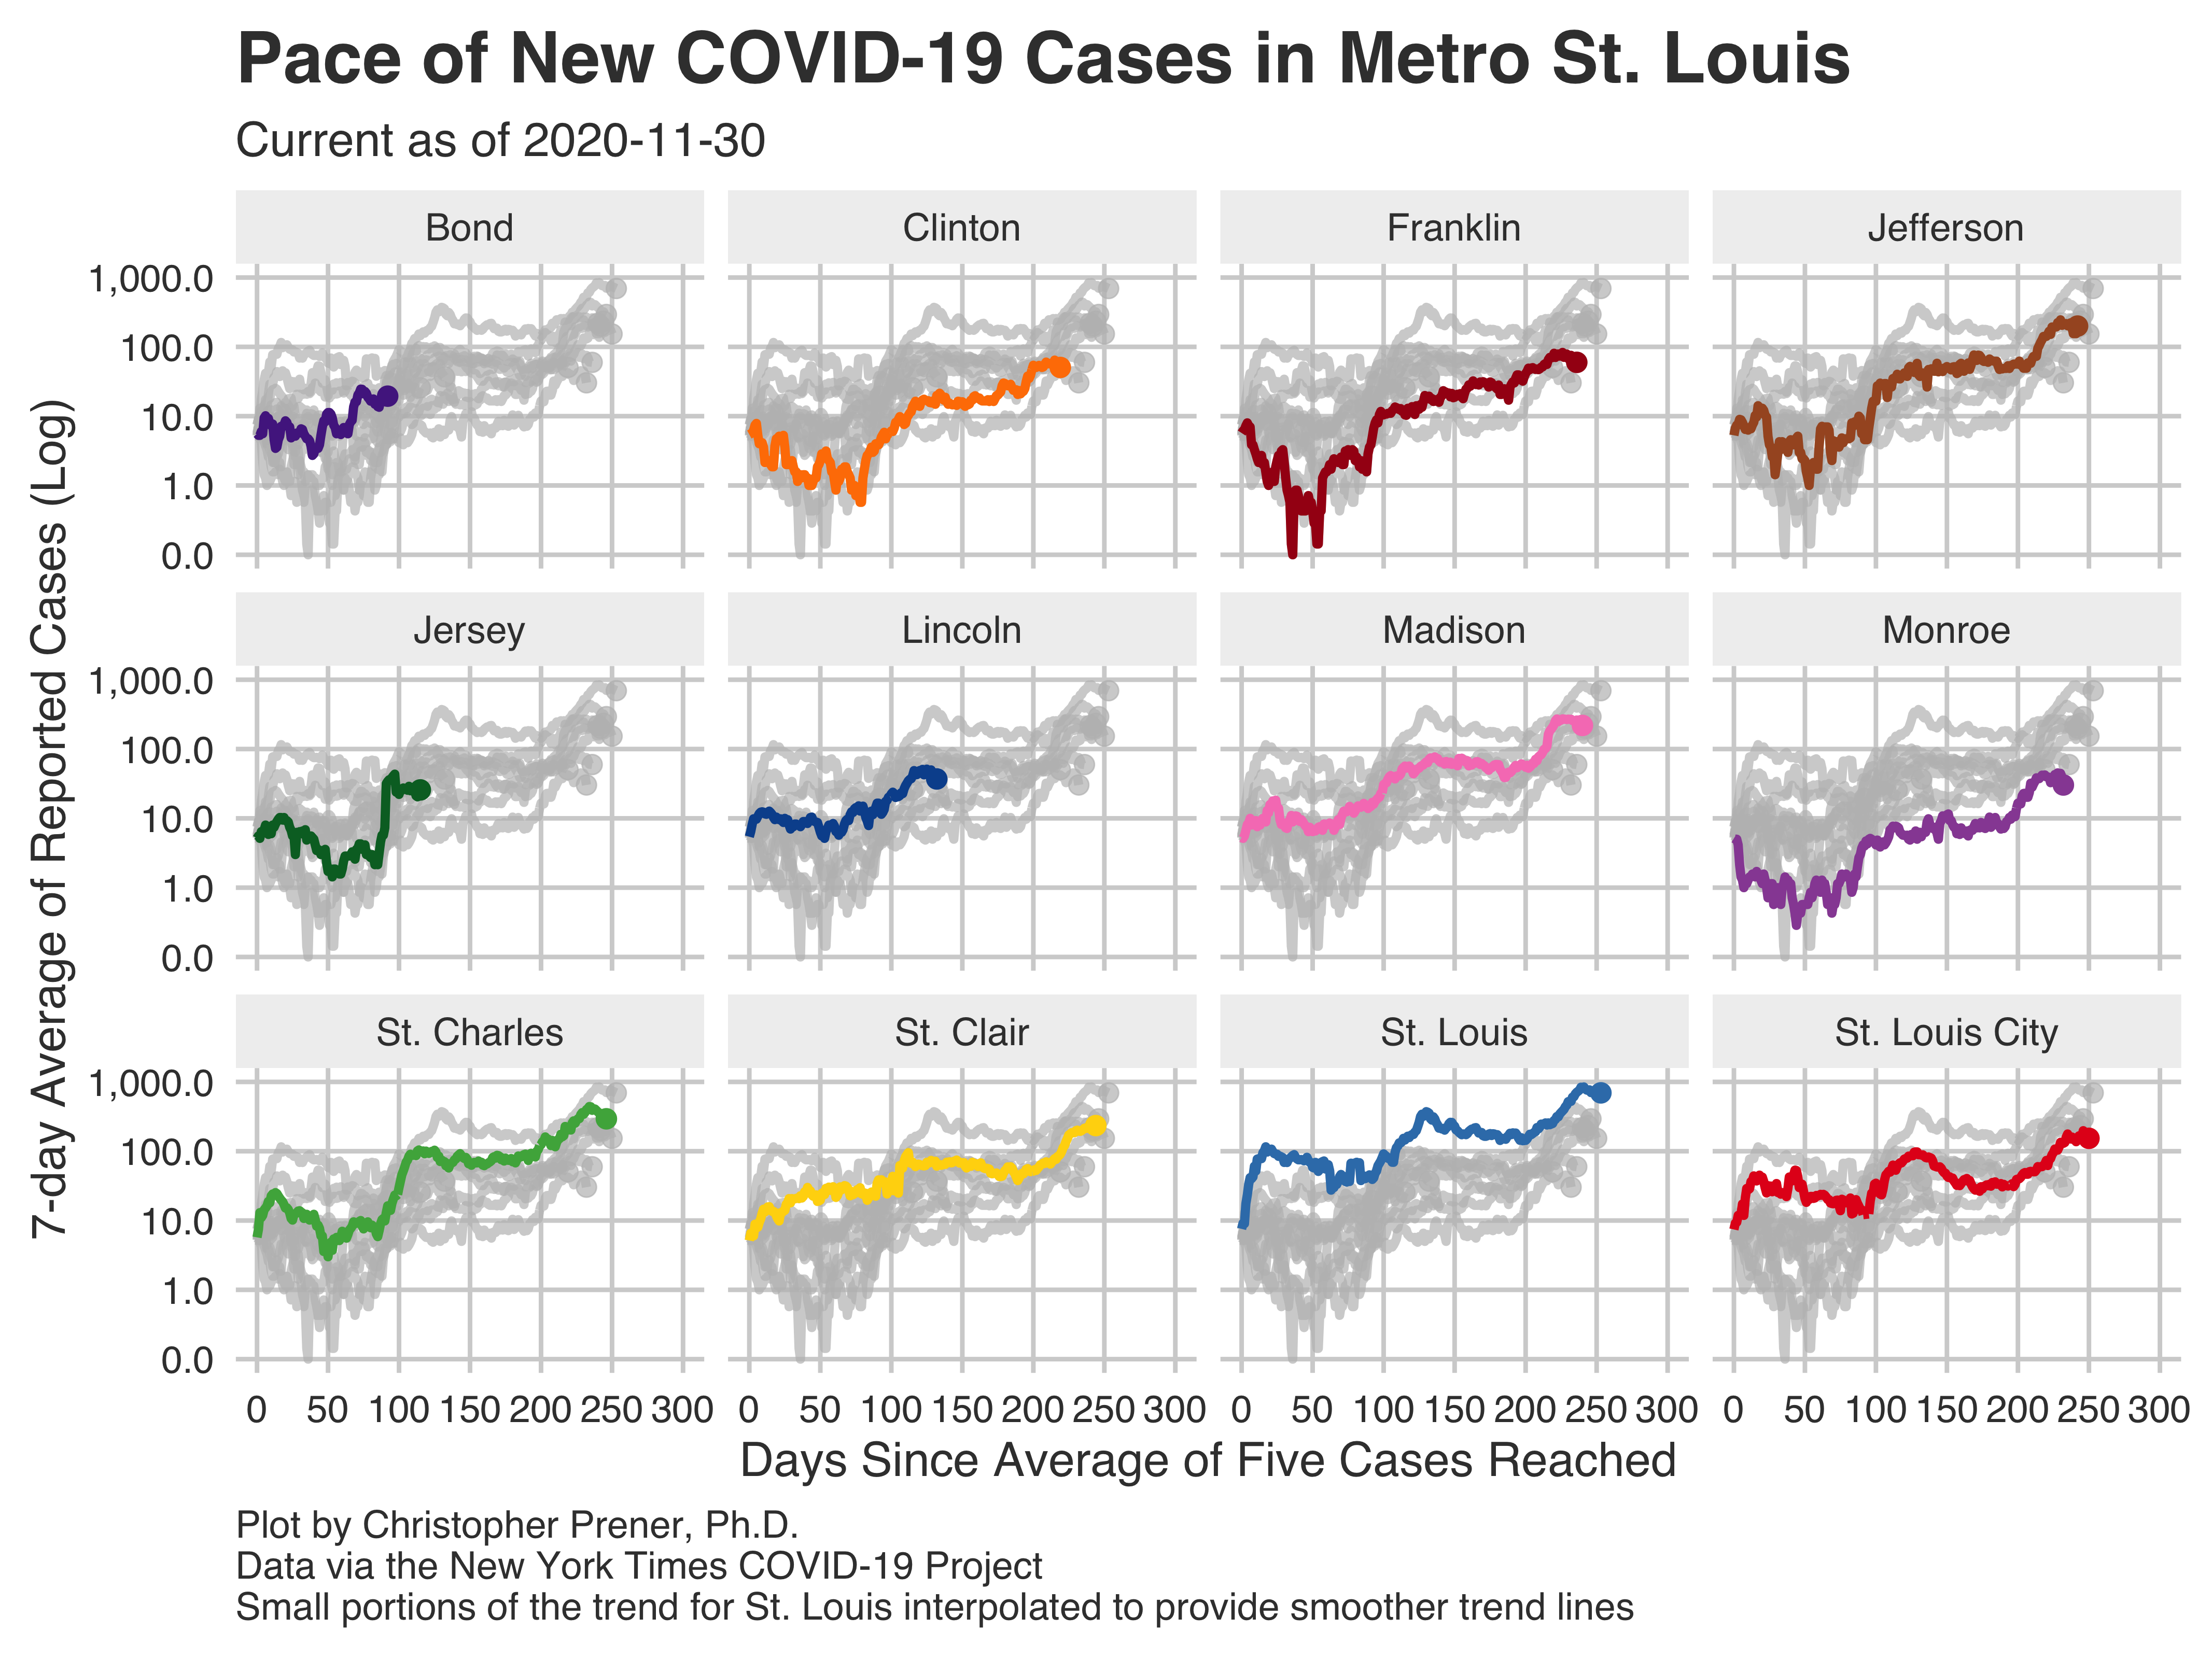 Pace of New COVID-19 Cases in Metro St. Louis
Current as of 2020-11-30
7-day Average of Reported Cases (Log)
Bond
Clinton
Franklin
Jefferson
1,000.0
100.0
10.0
1.0
0.0
Jersey
Lincoln
Madison
Monroe
1,000.0
100.0
10.0
1.0
0.0
St. Charles
St. Clair
St. Louis
St. Louis City
1,000.0
100.0
10.0
1.0
0.0
0 50 100 150 200 250 300 0 50 100 150 200 250 300 0 50 100 150 200 250 300 0 50 100 150 200 250 300
Days Since Average of Five Cases Reached
Plot by Christopher Prener, Ph.D.
Data via the New York Times COVID-19 Project
Small portions of the trend for St. Louis interpolated to provide smoother trend lines